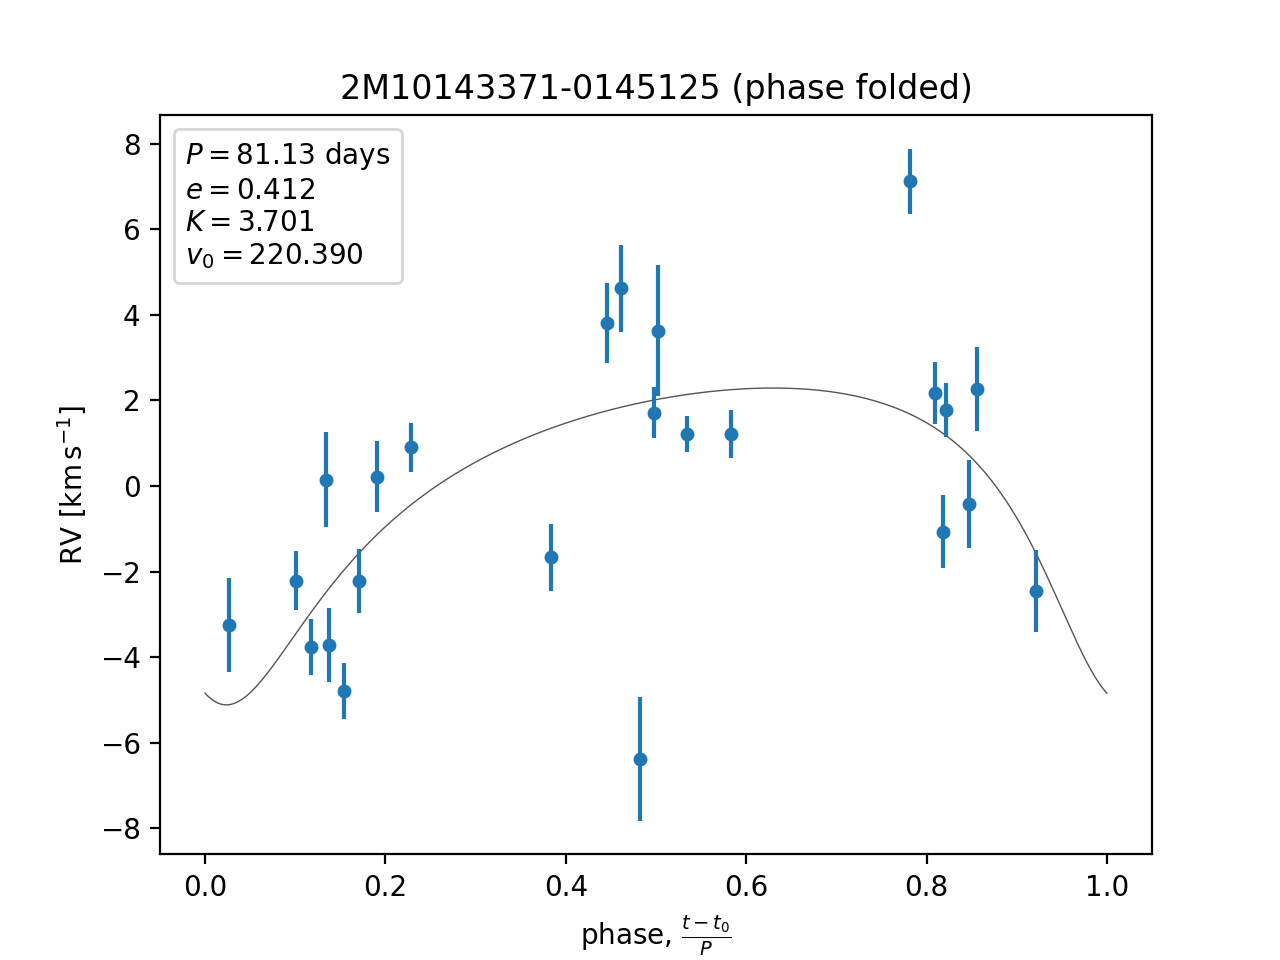 2M10143371-0145125 (phase folded)
P = 81.13 days
e = 0.412
K = 3.701
v₀ = 220.390
8
6
4
2
0
−2
−4
−6
−8
RV [km s⁻¹]
0.0 0.2 0.4 0.6 0.8 1.0
phase, (t − t₀)/P